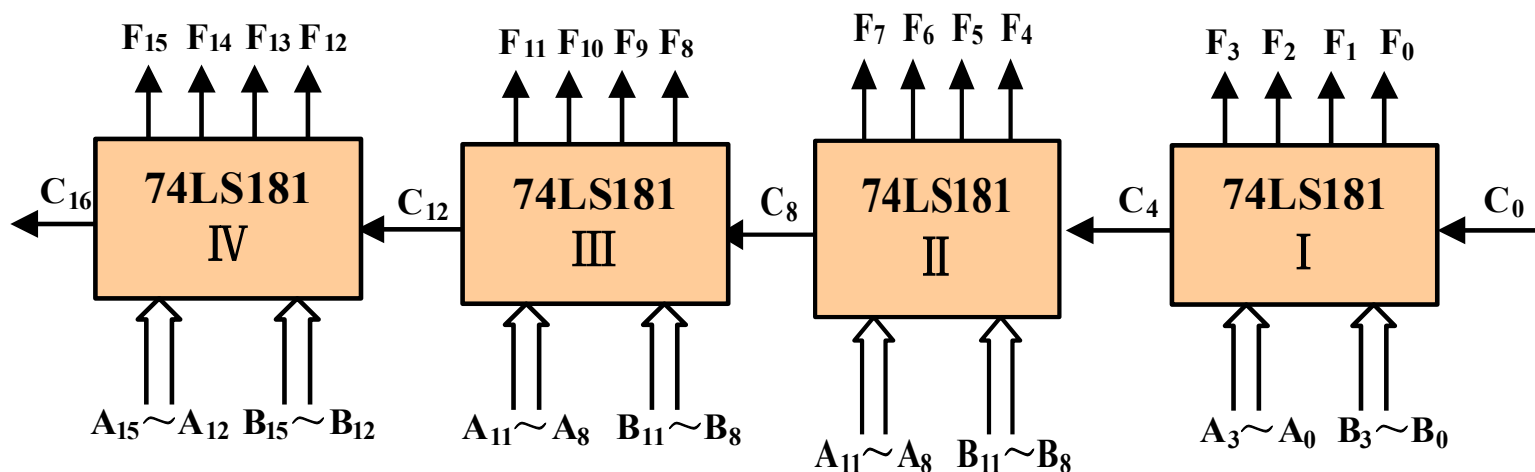 F₁₅ F₁₄ F₁₃ F₁₂ F₁₁ F₁₀ F₉ F₈ F₇ F₆ F₅ F₄ F₃ F₂ F₁ F₀
C₁₆ 74LS181 C₁₂ 74LS181 C₈ 74LS181 C₄ 74LS181 C₀
Ⅳ Ⅲ Ⅱ Ⅰ
A₁₅～A₁₂ B₁₅～B₁₂ A₁₁～A₈ B₁₁～B₈ A₁₁～A₈ B₁₁～B₈ A₃～A₀ B₃～B₀